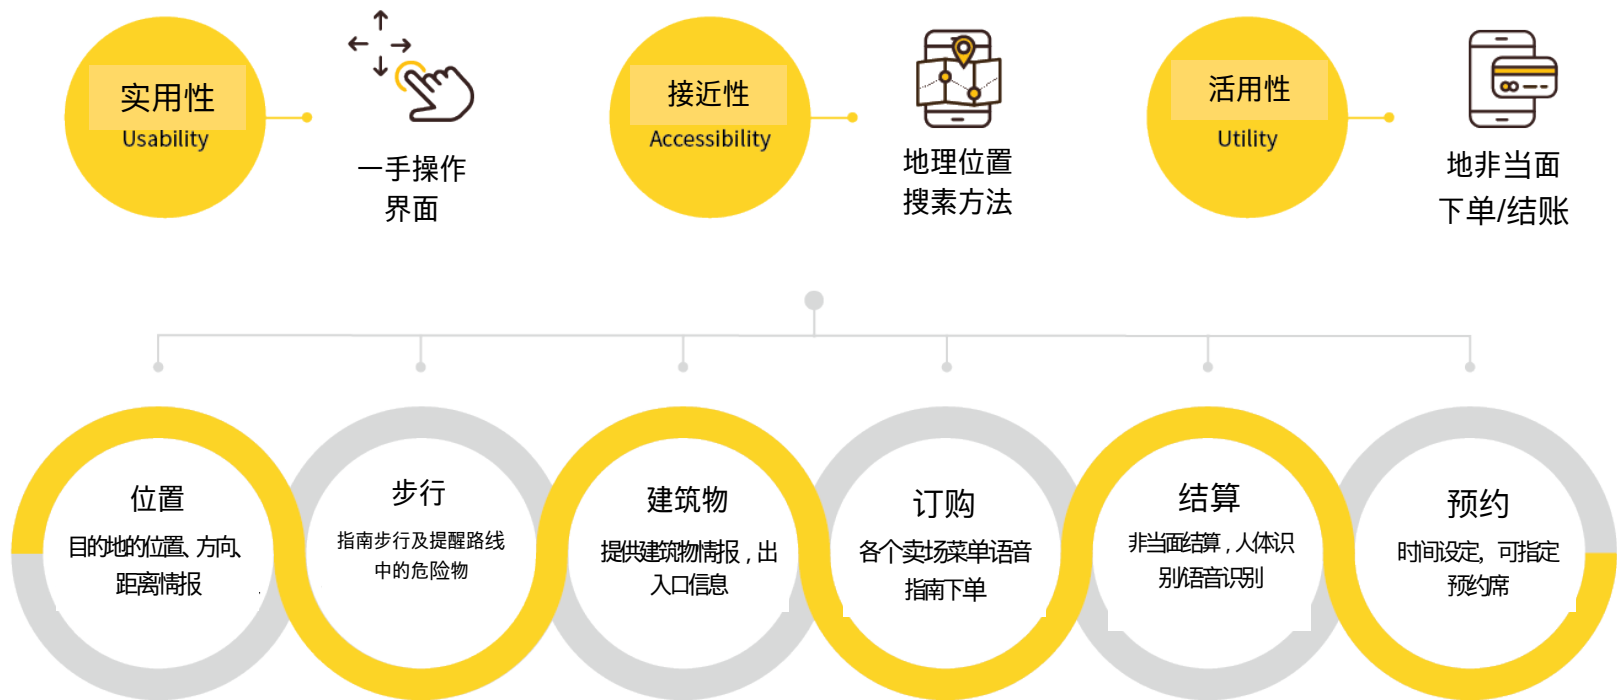 实用性
Usability
一手操作
界面
接近性
Accessibility
地理位置
搜素方法
活用性
Utility
地非当面
下单/结账
位置
目的地的位置、方向、
距离情报
步行
指南步行及提醒路线
中的危险物
建筑物
提供建筑物情报，出
入口信息
订购
各个卖场菜单语音
指南下单
结算
非当面结算，人体识
别/语音识别
预约
时间设定，可指定
预约席